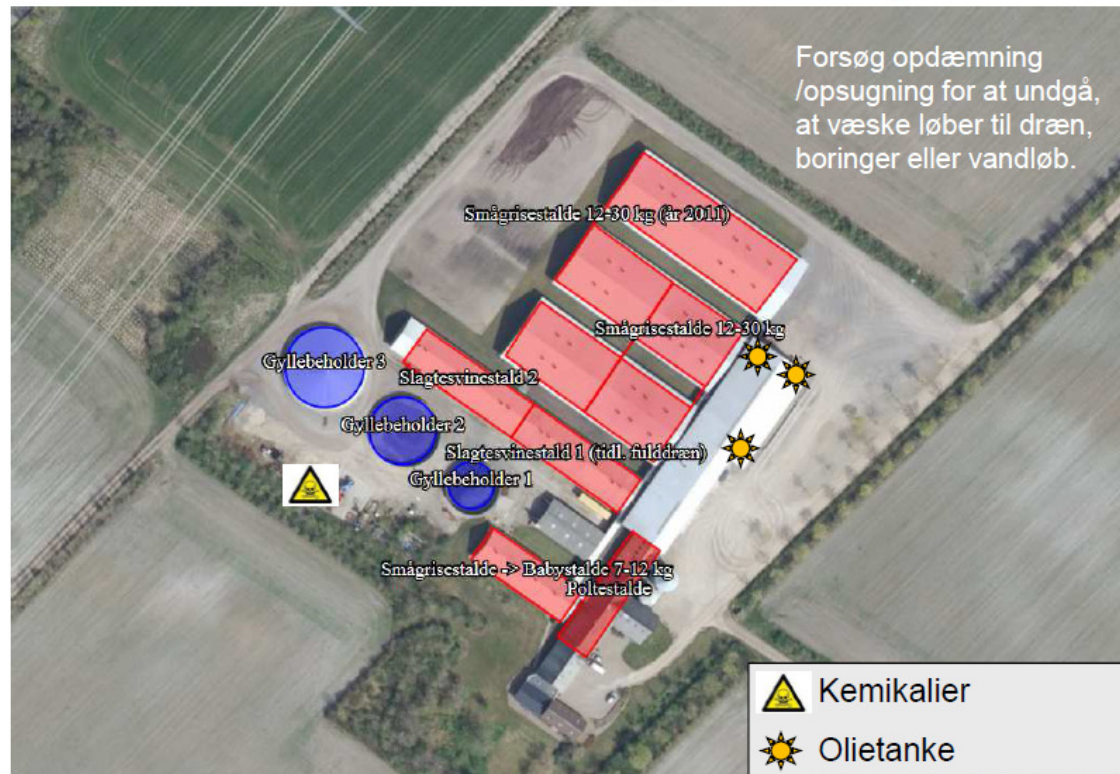 Forsøg opdæmning
/opsugning for at undgå,
at væske løber til dræn,
boringer eller vandløb.
Smågrisestalde 12-30 kg (år 2011)
Smågrisestalde 12-30 kg
Gyllebeholder 3
Slagtesvinestald 2
Gyllebeholder 2
Slagtesvinestald 1 (tidl. fulddræn)
Gyllebeholder 1
Smågrisestalde -> Babystalde 7-12 kg
Poltestalde
Kemikalier
Olietanke